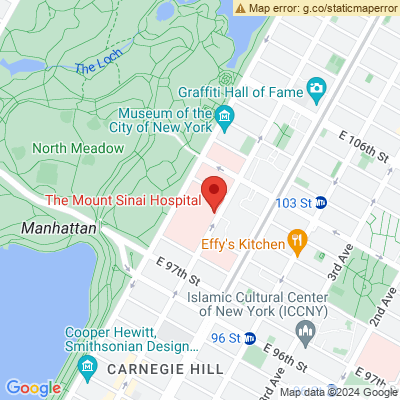 Map error: g.co/staticmaperror
The Loch
Graffiti Hall of Fame
Museum of the
City of New York
E 106th St
North Meadow
The Mount Sinai Hospital
103 St
Manhattan
Effy's Kitchen
3rd Ave
E 97th St
Islamic Cultural Center
of New York (ICCNY)
2nd Ave
Cooper Hewitt,
Smithsonian Design...
96 St
E 96th St
E 97th
CARNEGIE HILL
Google
Map data ©2024 Google